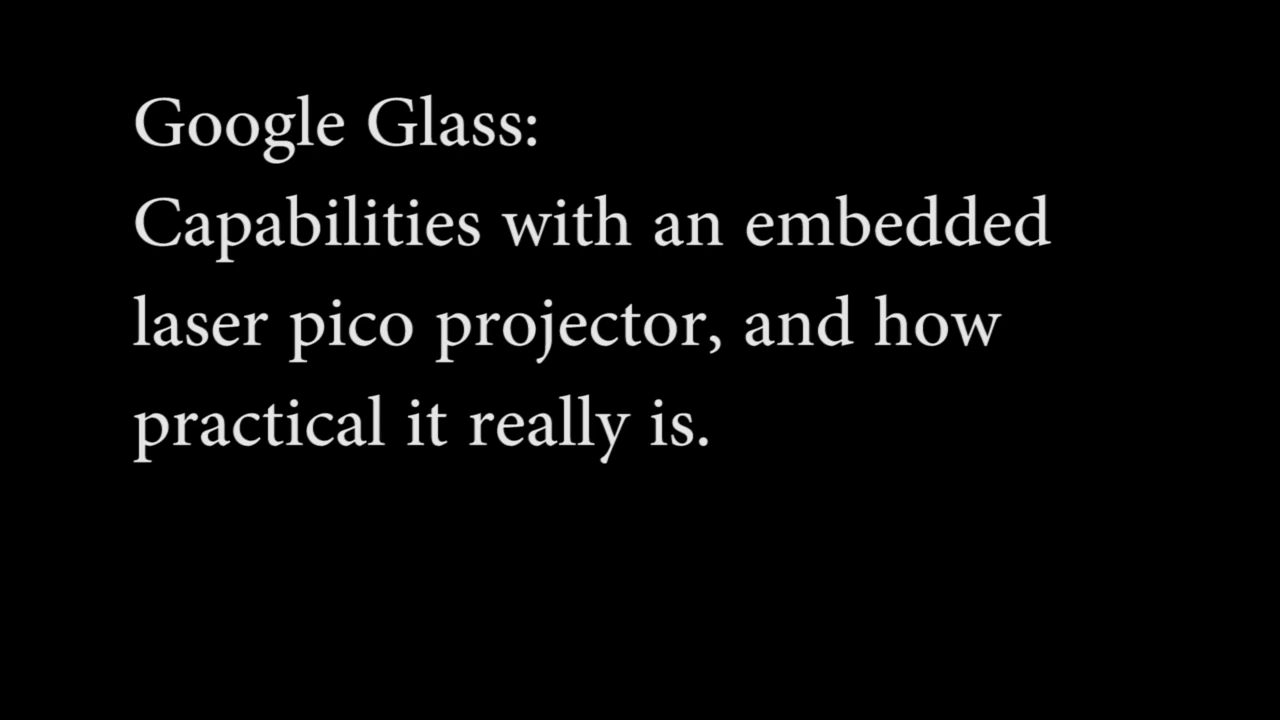 Google Glass:
Capabilities with an embedded
laser pico projector, and how
practical it really is.